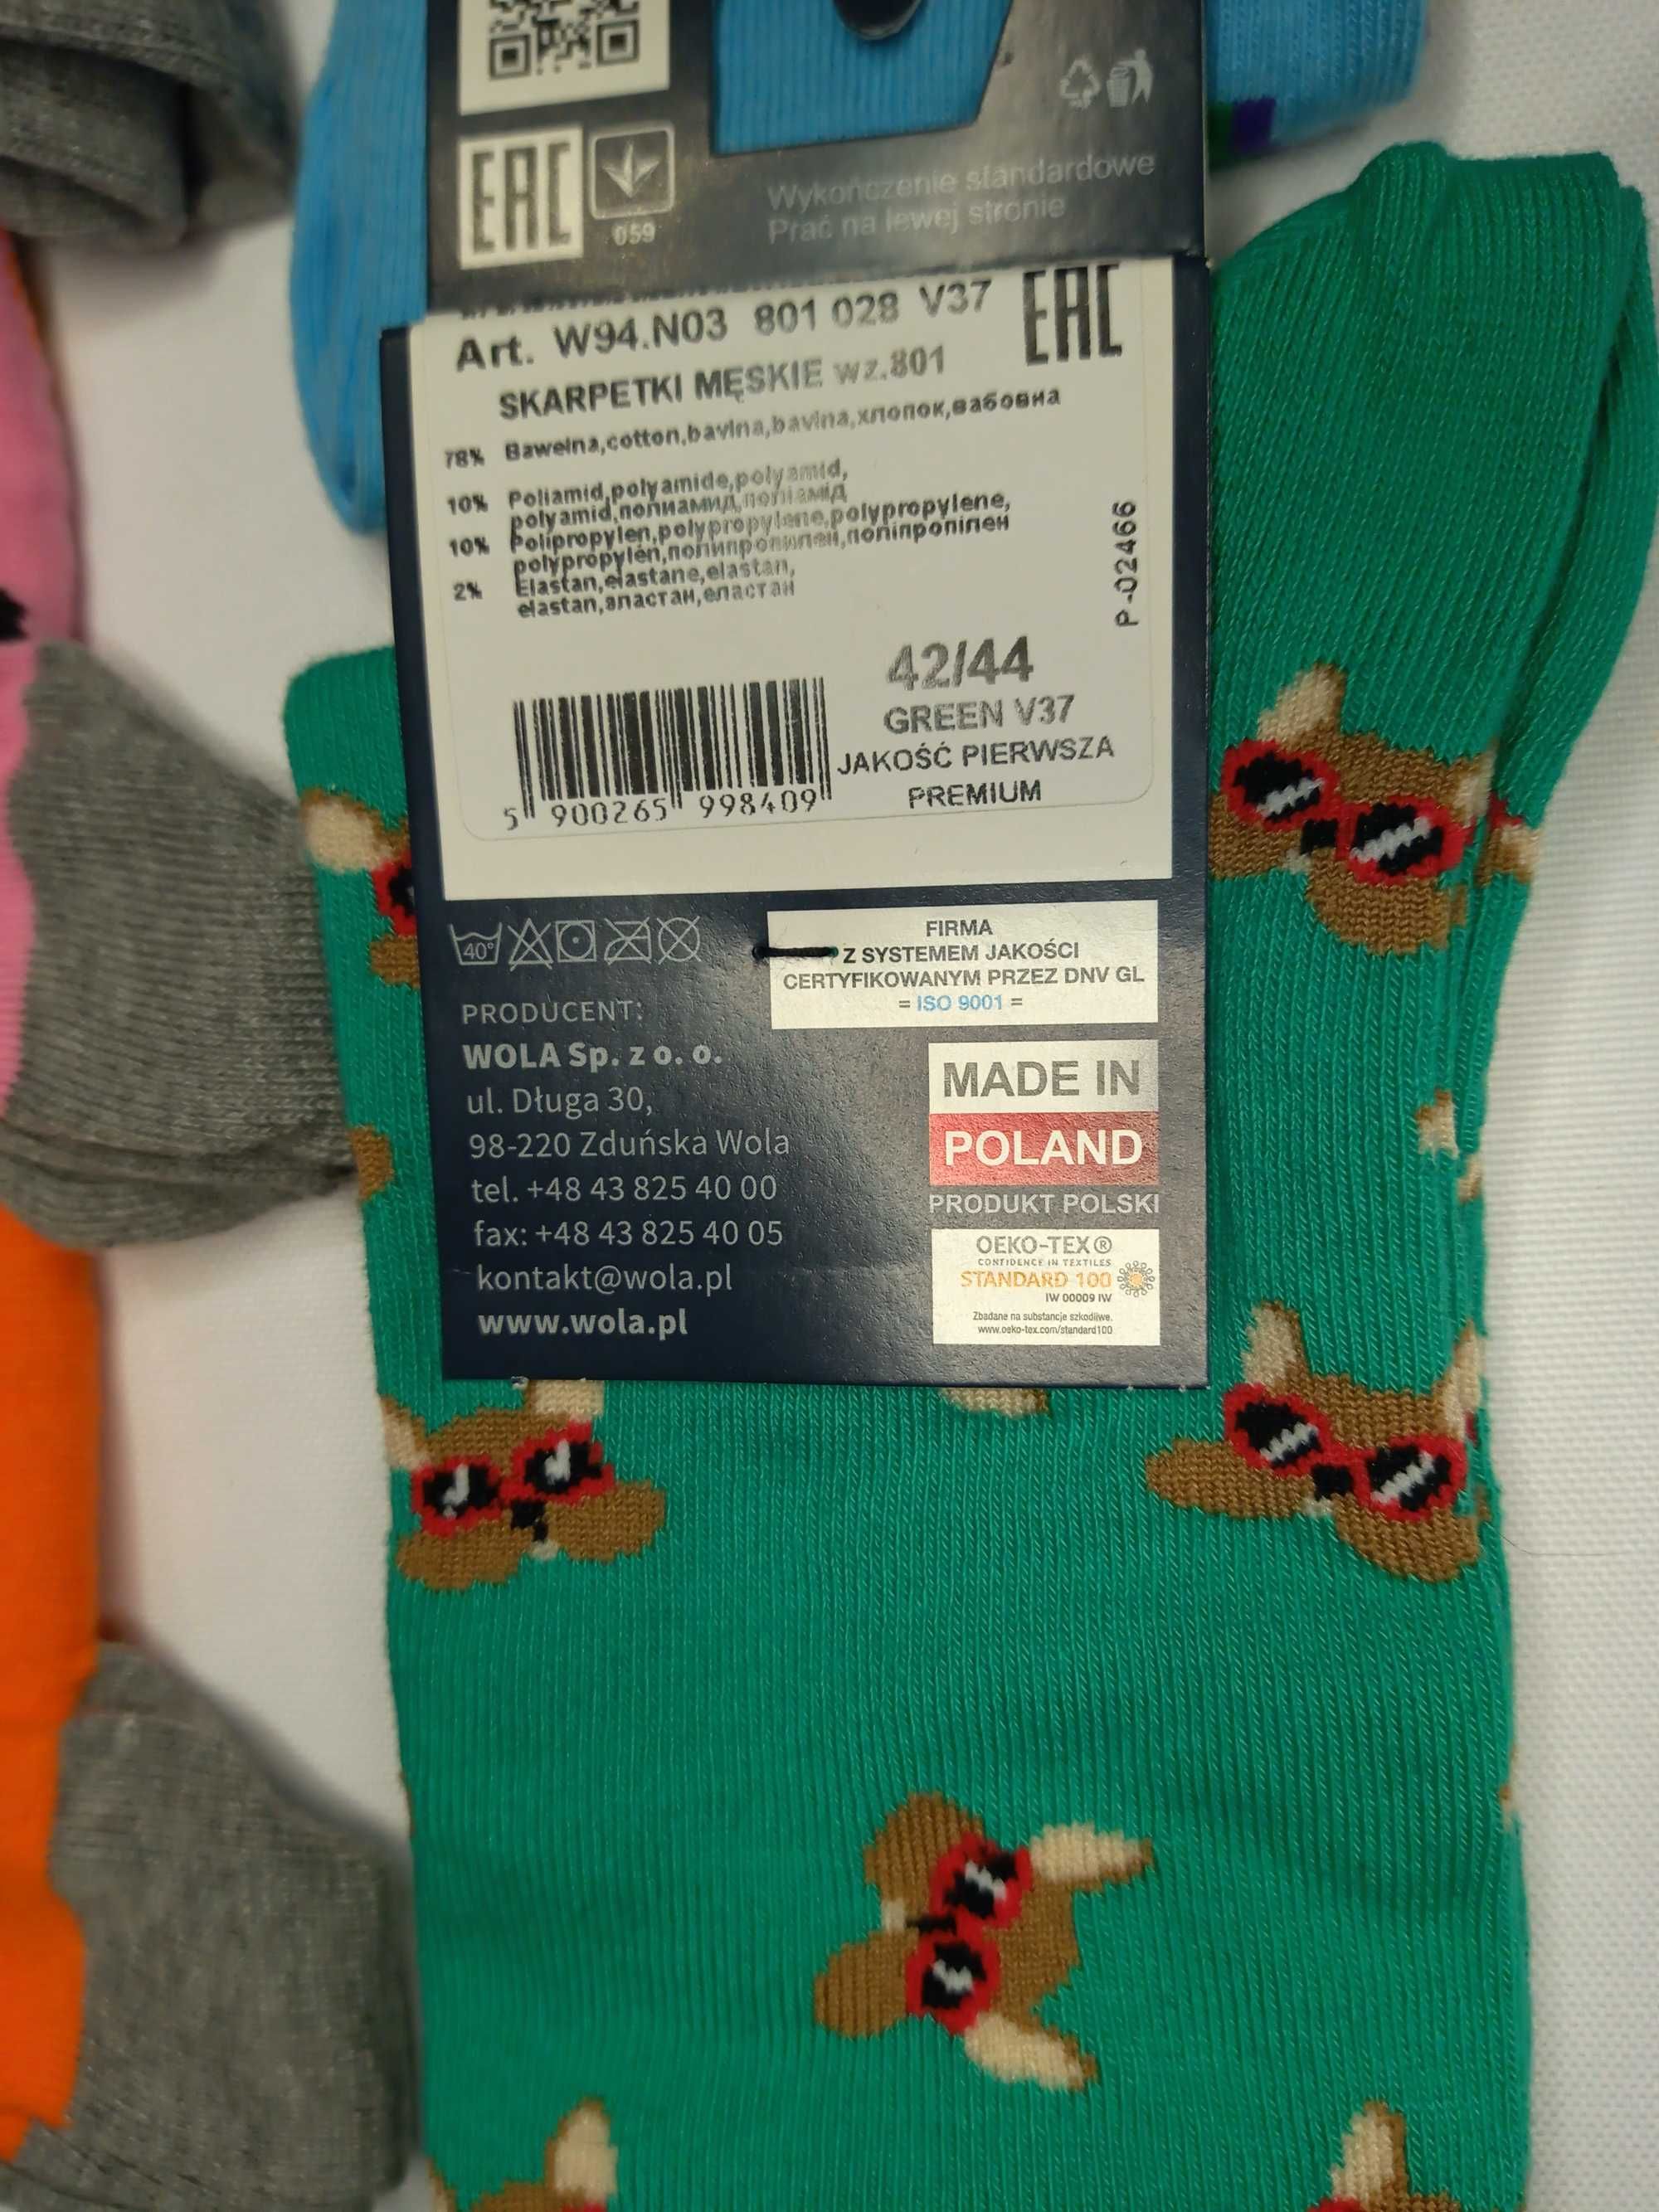 EAC
059
Wykończenie standardowe
Prać na lewej stronie
Art. W94.N03 801 028 V37
EAC
SKARPETKI MĘSKIE wz.801
78% Bawełna,cotton,bavlna,bavlna,хлопок,бавовна
10% Poliamid,polyamide,polyamid,
polyamid,полиамид,поліамід
10% Polipropylen,polypropylene,polypropylene,
polypropylén,полипропилен,поліпропілен
2% Elastan,elastane,elastan,
elastan,эластан,еластан
P-02466
42/44
GREEN V37
JAKOŚĆ PIERWSZA
PREMIUM
5 900265 998409
40°
FIRMA
Z SYSTEMEM JAKOŚCI
CERTYFIKOWANYM PRZEZ DNV GL
= ISO 9001 =
PRODUCENT:
WOLA Sp. z o. o.
ul. Długa 30,
98-220 Zduńska Wola
tel. +48 43 825 40 00
fax: +48 43 825 40 05
kontakt@wola.pl
www.wola.pl
MADE IN
POLAND
PRODUKT POLSKI
OEKO-TEX®
CONFIDENCE IN TEXTILES
STANDARD 100
IW 00009 IW
Zbadane na substancje szkodliwe.
www.oeko-tex.com/standard100